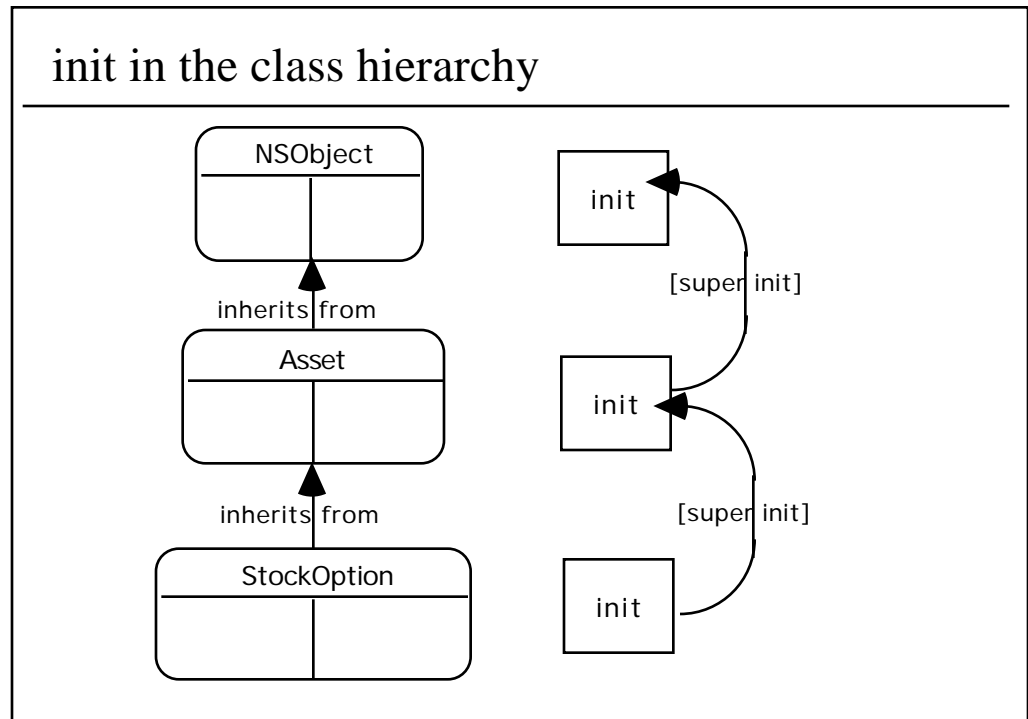 init in the class hierarchy
NSObject
init
[super init]
inherits from
Asset
init
[super init]
inherits from
StockOption
init